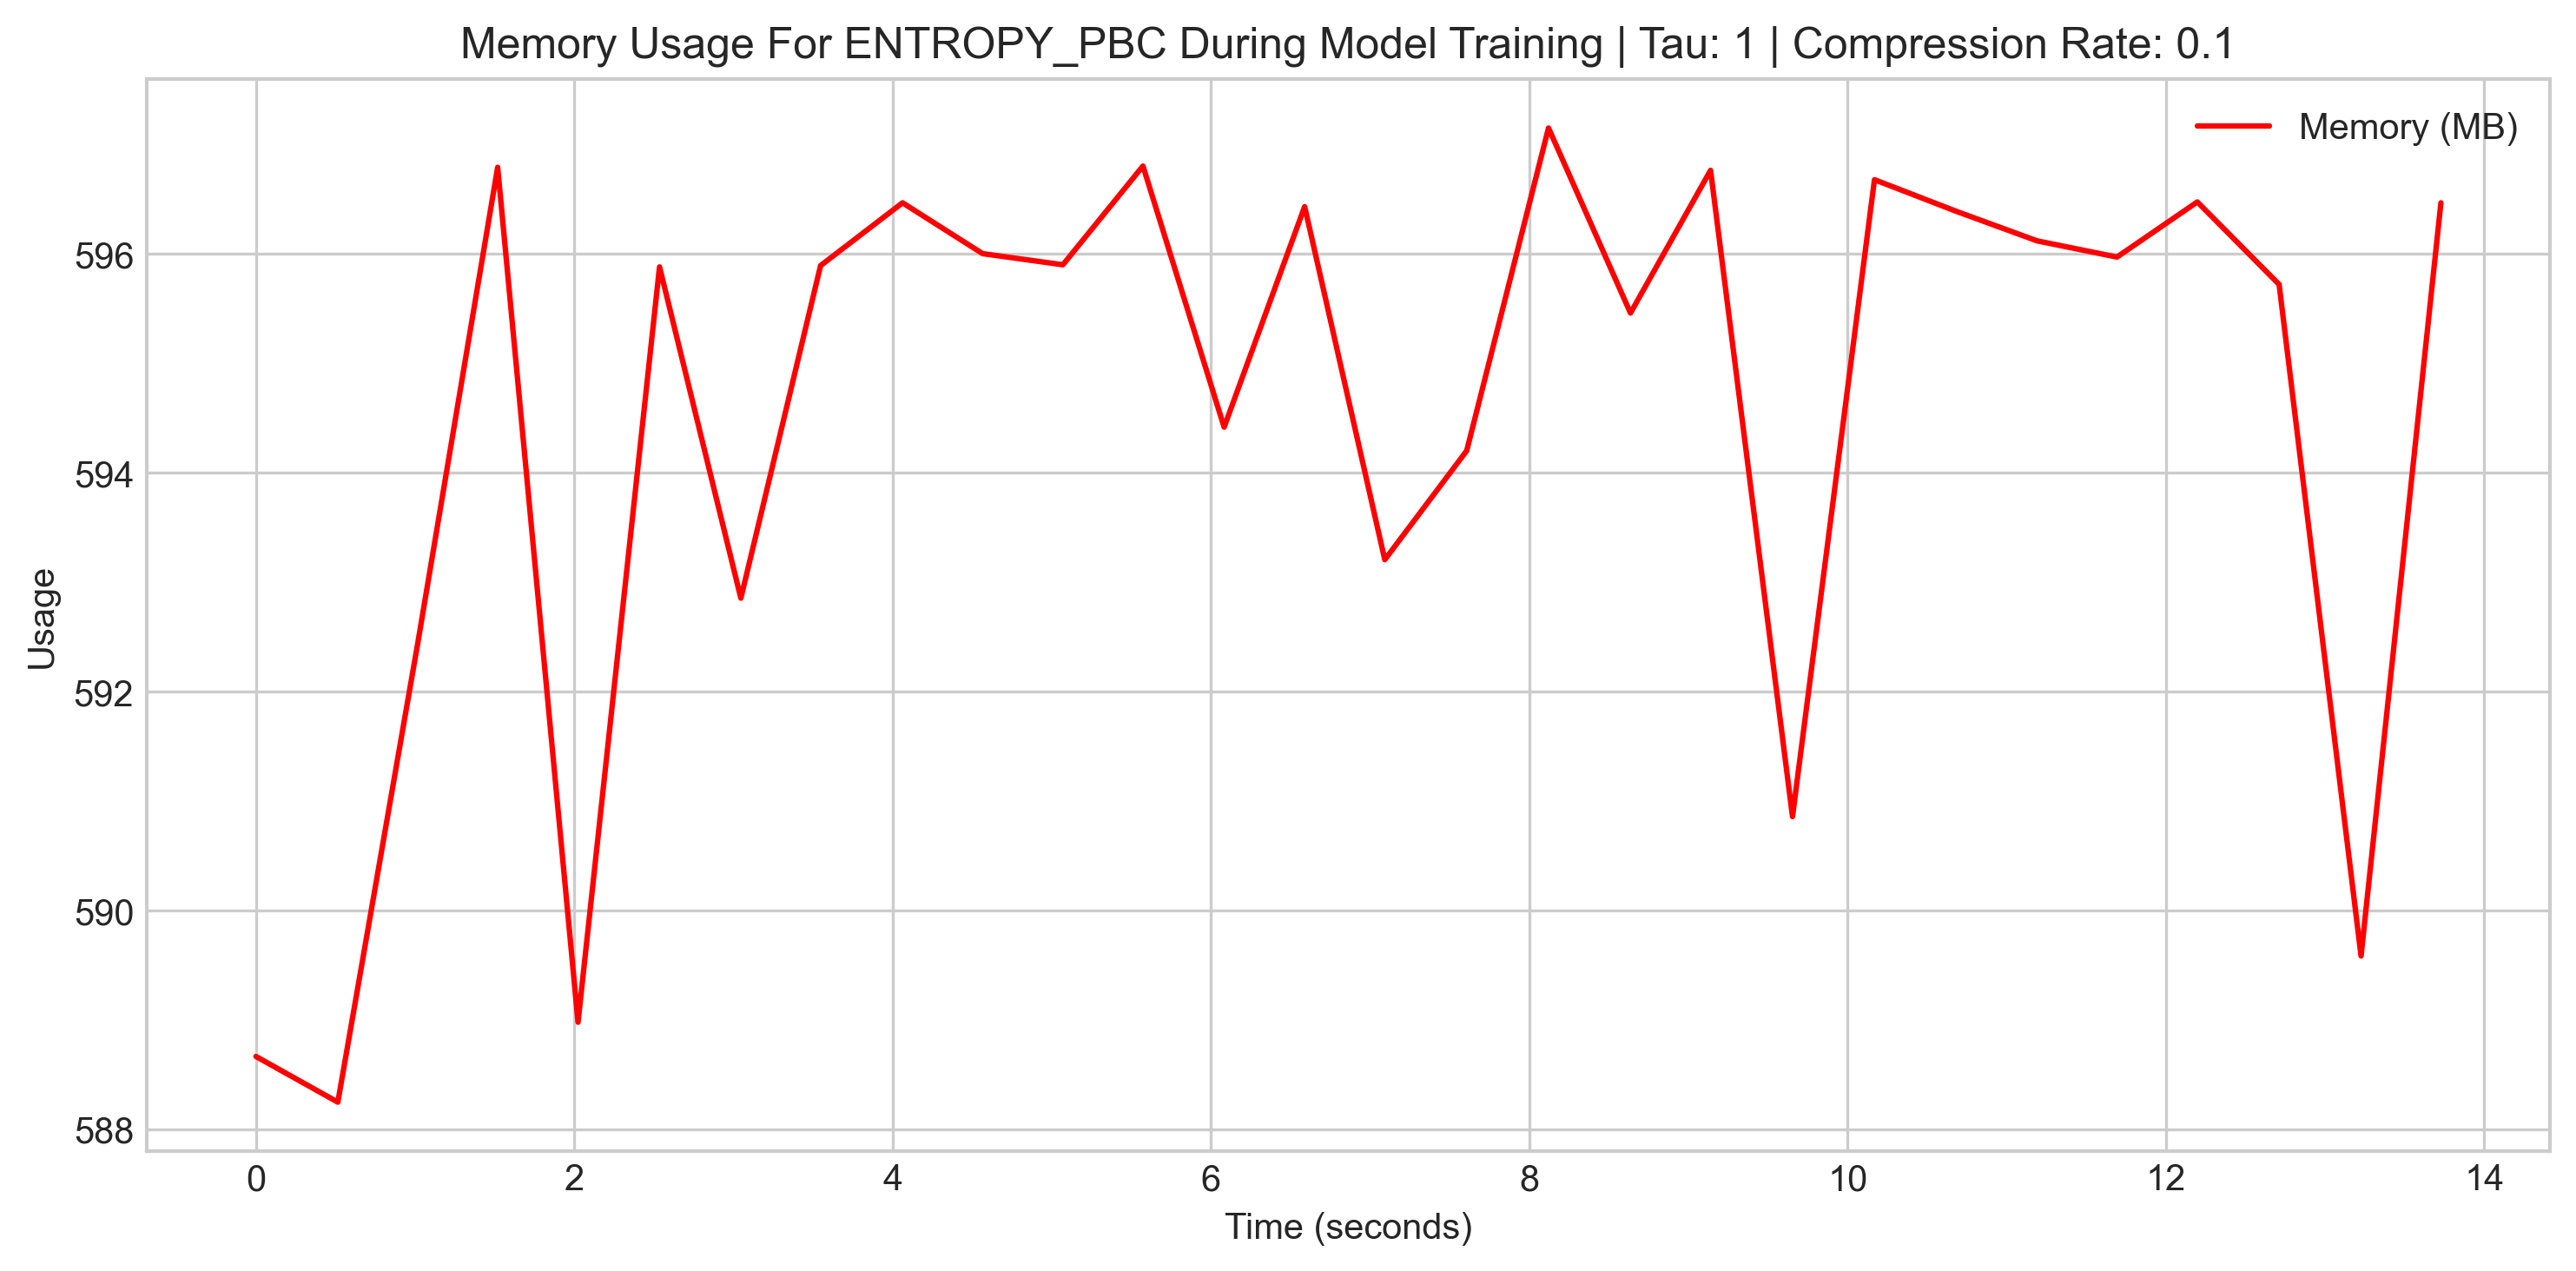 Memory Usage For ENTROPY_PBC During Model Training | Tau: 1 | Compression Rate: 0.1
Memory (MB)
596
594
592
590
588
Usage
0 2 4 6 8 10 12 14
Time (seconds)